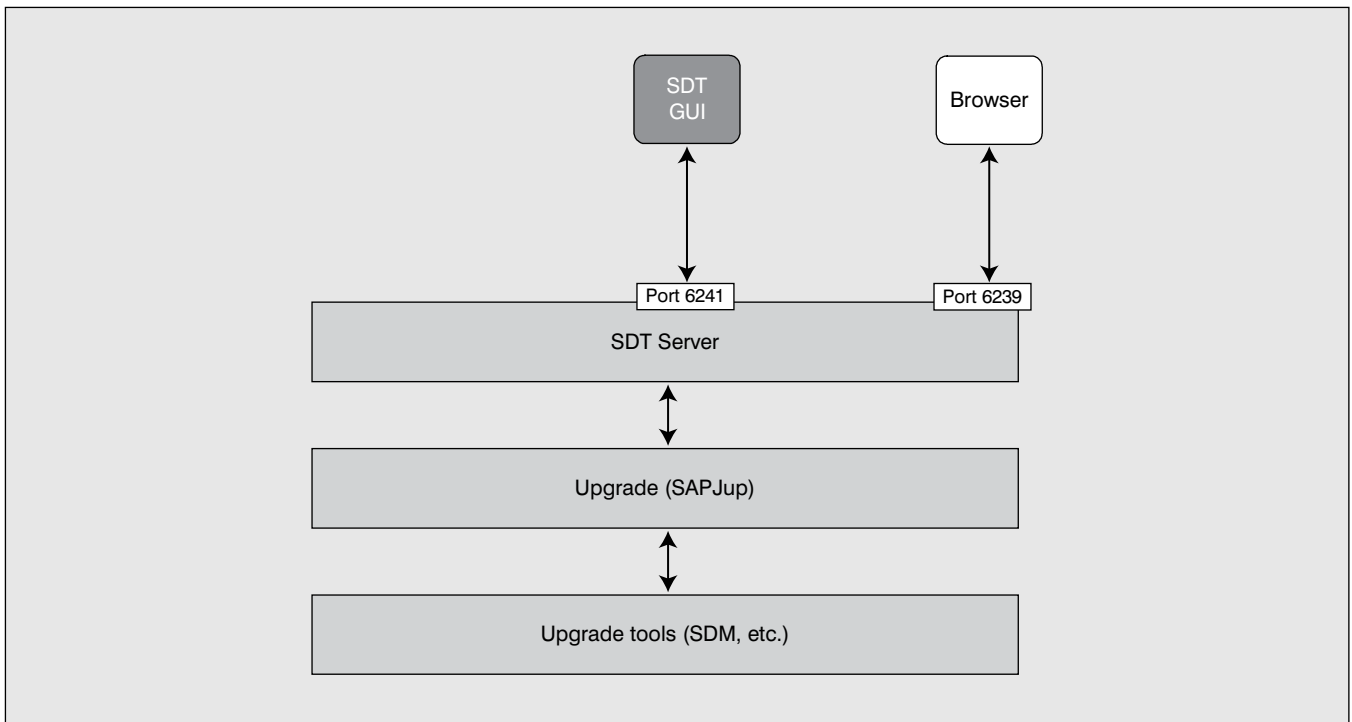 SDT
GUI
Browser
Port 6241
Port 6239
SDT Server
Upgrade (SAPJup)
Upgrade tools (SDM, etc.)